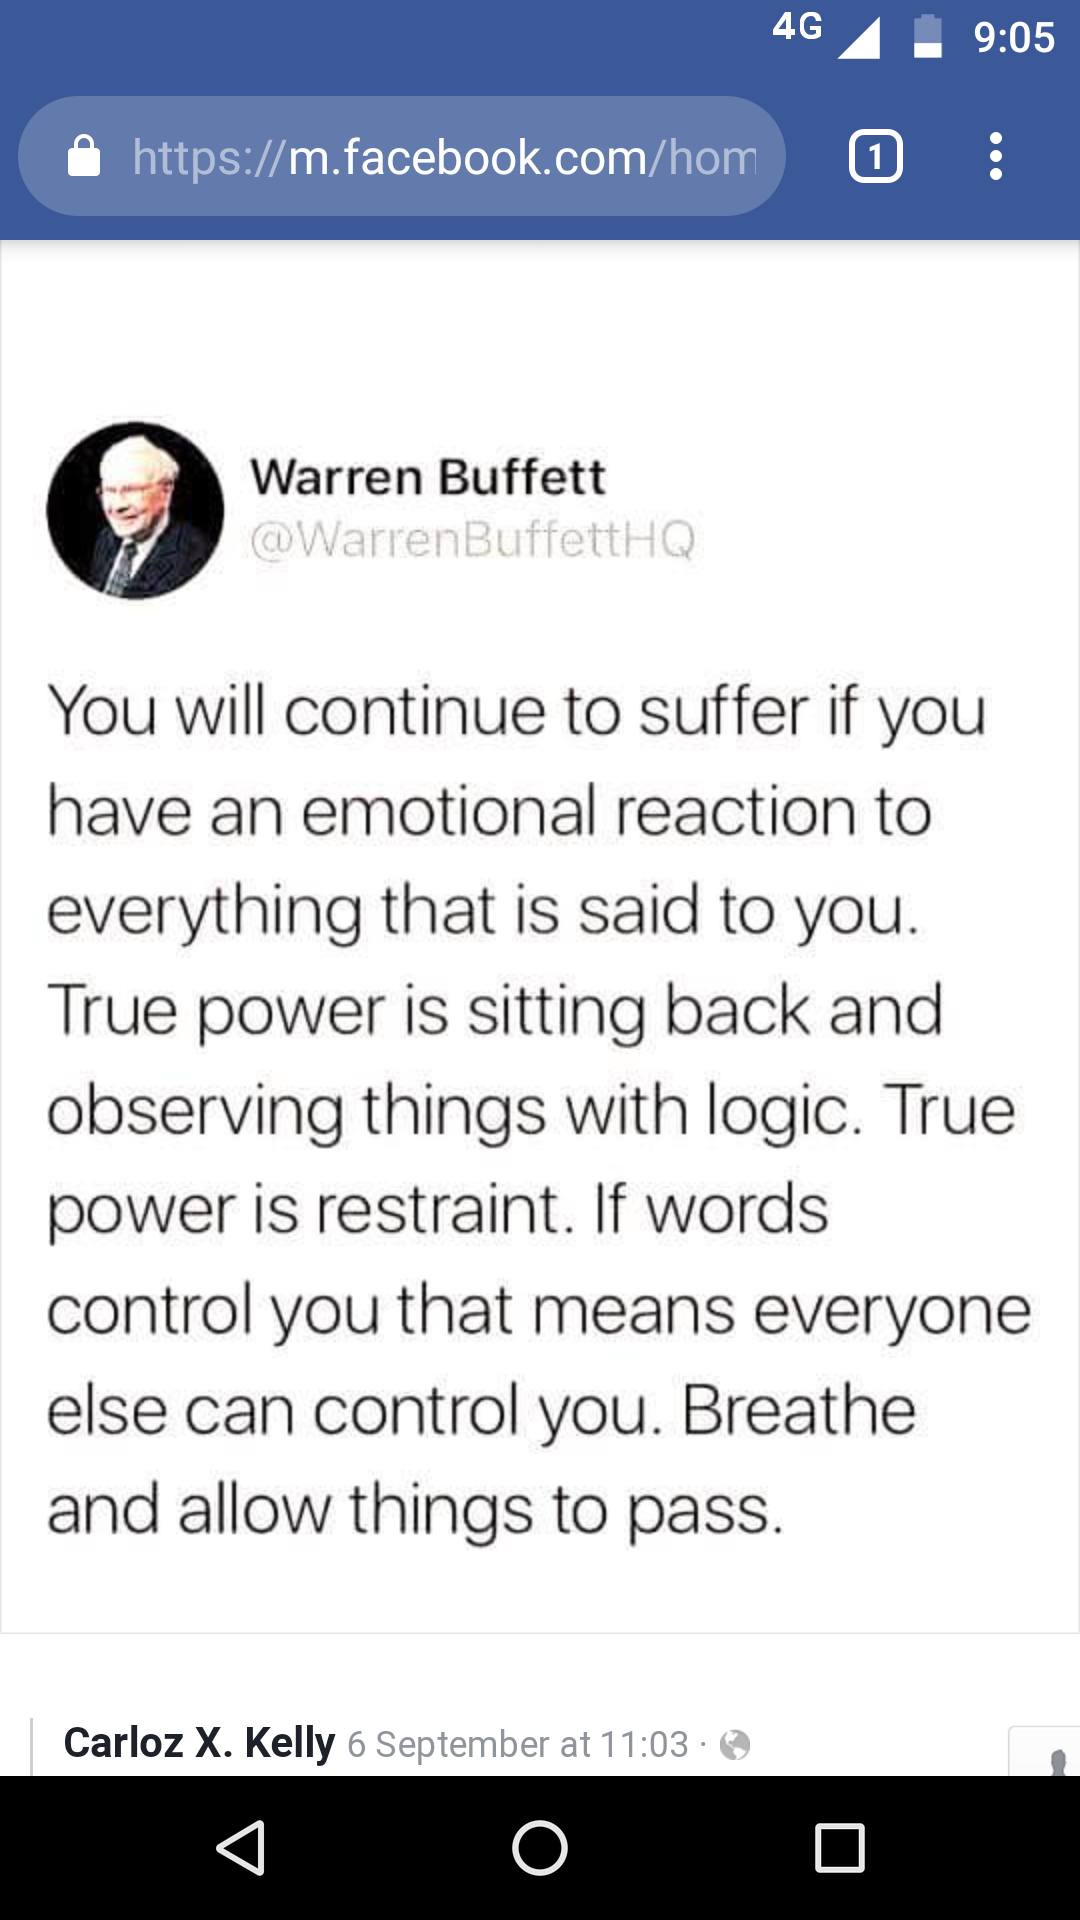 4G 9:05
https://m.facebook.com/hom
1
Warren Buffett
@WarrenBuffettHQ
You will continue to suffer if you
have an emotional reaction to
everything that is said to you.
True power is sitting back and
observing things with logic. True
power is restraint. If words
control you that means everyone
else can control you. Breathe
and allow things to pass.
Carloz X. Kelly 6 September at 11:03 ·